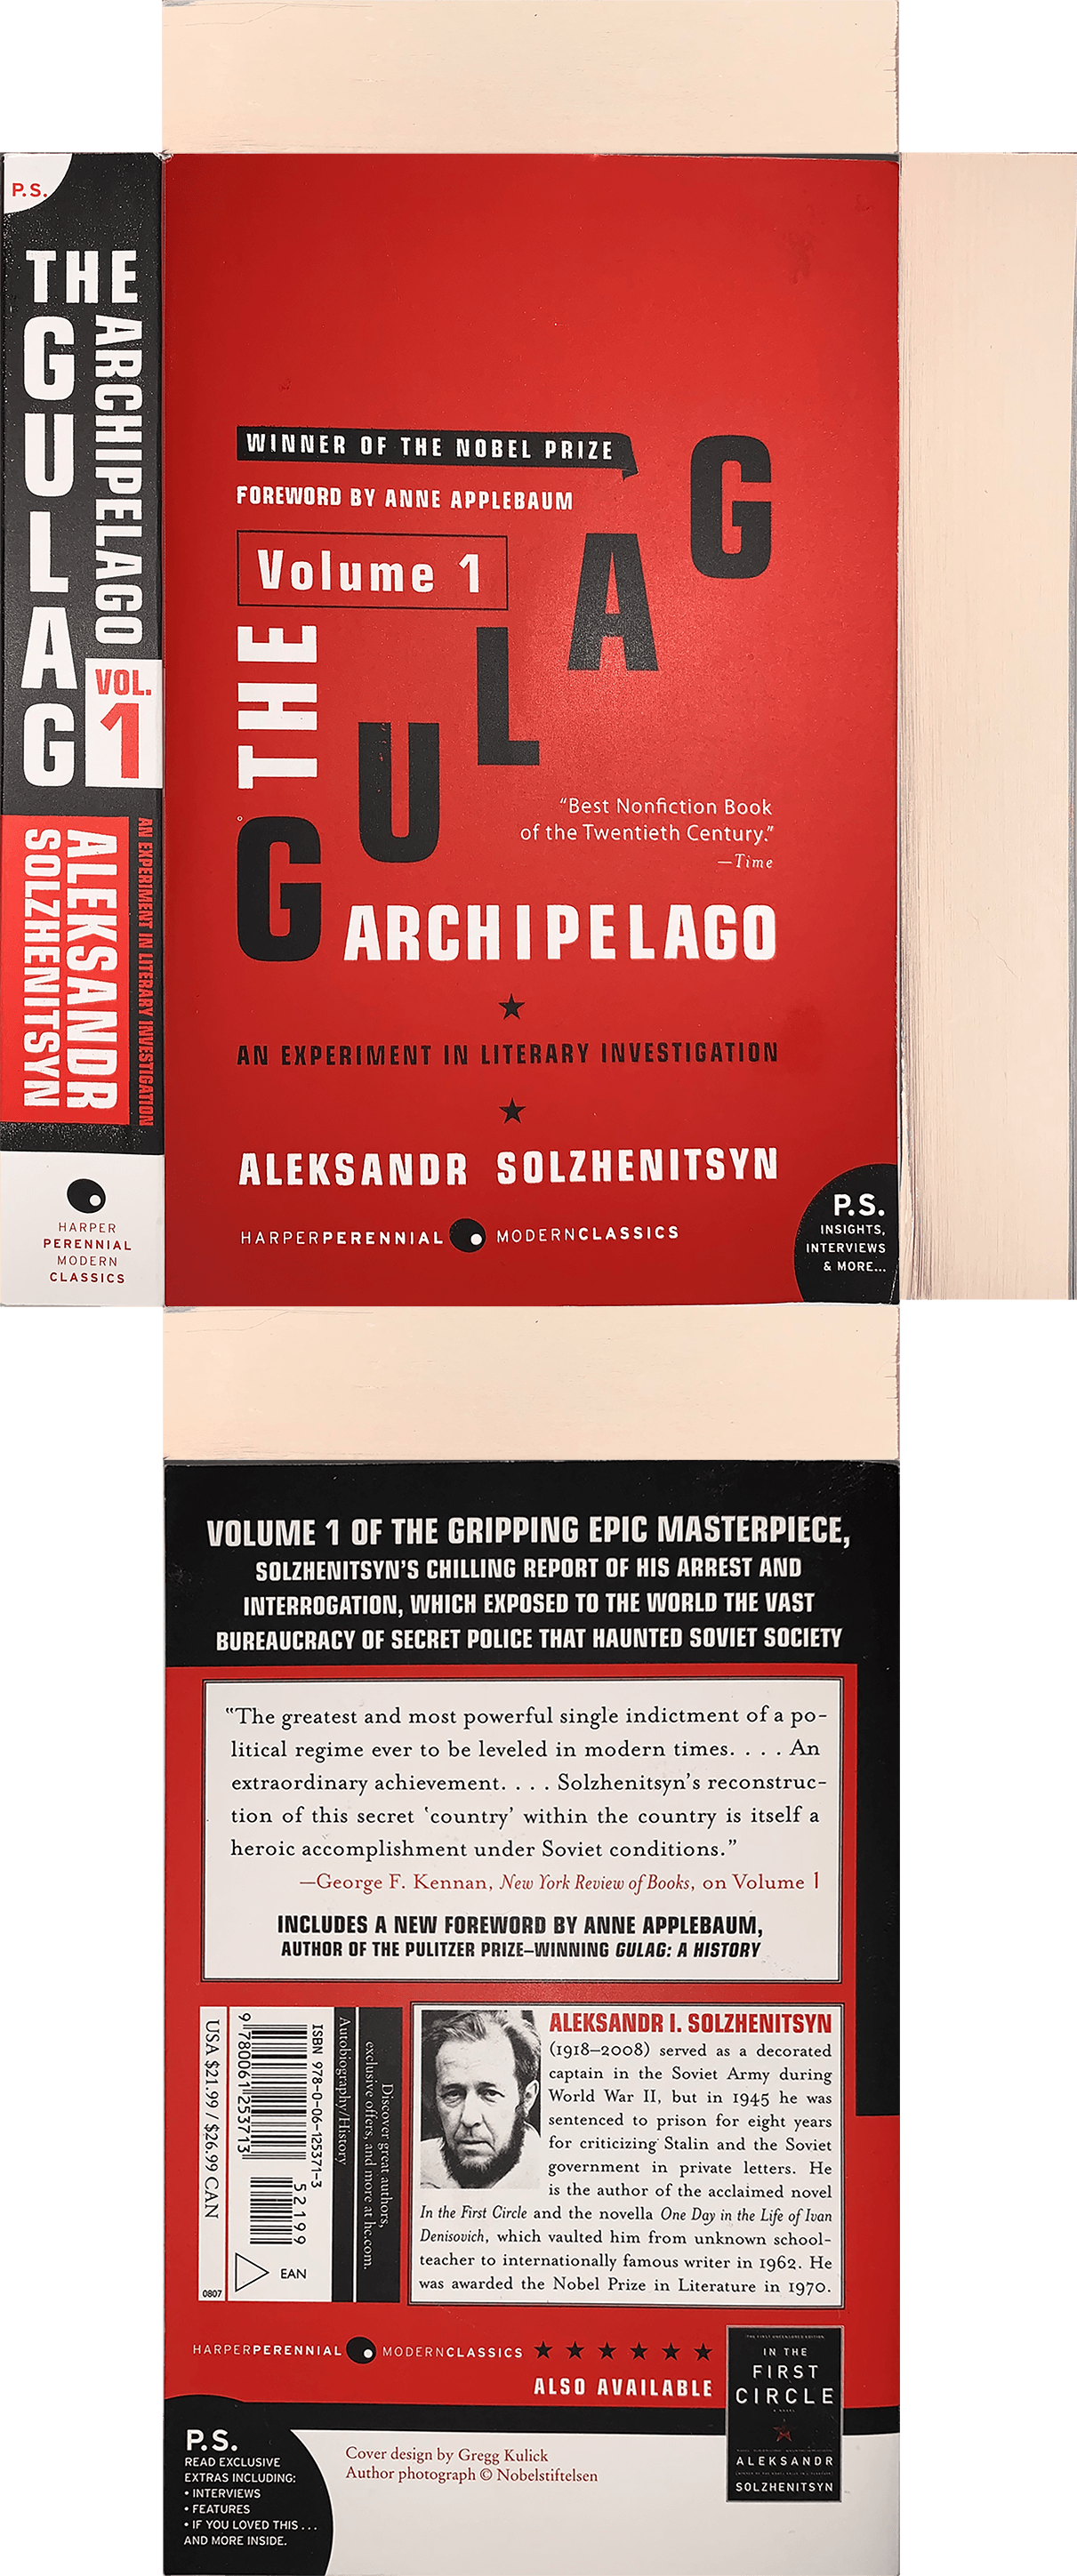 P.S.
THE
GULAG
ARCHIPELAGO
VOL.
1
AN EXPERIMENT IN LITERARY INVESTIGATION
ALEKSANDR
SOLZHENITSYN
HARPER
PERENNIAL
MODERN
CLASSICS
WINNER OF THE NOBEL PRIZE
FOREWORD BY ANNE APPLEBAUM
Volume 1
THE
GULAG
"Best Nonfiction Book
of the Twentieth Century."
—Time
ARCHIPELAGO
AN EXPERIMENT IN LITERARY INVESTIGATION
ALEKSANDR SOLZHENITSYN
HARPERPERENNIAL MODERNCLASSICS
P.S.
INSIGHTS,
INTERVIEWS
& MORE...
VOLUME 1 OF THE GRIPPING EPIC MASTERPIECE,
SOLZHENITSYN'S CHILLING REPORT OF HIS ARREST AND
INTERROGATION, WHICH EXPOSED TO THE WORLD THE VAST
BUREAUCRACY OF SECRET POLICE THAT HAUNTED SOVIET SOCIETY
"The greatest and most powerful single indictment of a po-
litical regime ever to be leveled in modern times. . . . An
extraordinary achievement. . . . Solzhenitsyn's reconstruc-
tion of this secret 'country' within the country is itself a
heroic accomplishment under Soviet conditions."
—George F. Kennan, New York Review of Books, on Volume 1
INCLUDES A NEW FOREWORD BY ANNE APPLEBAUM,
AUTHOR OF THE PULITZER PRIZE–WINNING GULAG: A HISTORY
Discover great authors,
exclusive offers, and more at hc.com.
Autobiography/History
ISBN 978-0-06-125371-3
9 780061 253713
52199
EAN
USA $21.99 / $26.99 CAN
0807
ALEKSANDR I. SOLZHENITSYN
(1918–2008) served as a decorated
captain in the Soviet Army during
World War II, but in 1945 he was
sentenced to prison for eight years
for criticizing Stalin and the Soviet
government in private letters. He
is the author of the acclaimed novel
In the First Circle and the novella One Day in the Life of Ivan
Denisovich, which vaulted him from unknown school-
teacher to internationally famous writer in 1962. He
was awarded the Nobel Prize in Literature in 1970.
HARPERPERENNIAL MODERNCLASSICS
ALSO AVAILABLE
THE FIRST UNCENSORED EDITION
IN THE
FIRST
CIRCLE
A NOVEL
ALEKSANDR
SOLZHENITSYN
P.S.
READ EXCLUSIVE
EXTRAS INCLUDING:
• INTERVIEWS
• FEATURES
• IF YOU LOVED THIS . . .
AND MORE INSIDE.
Cover design by Gregg Kulick
Author photograph © Nobelstiftelsen